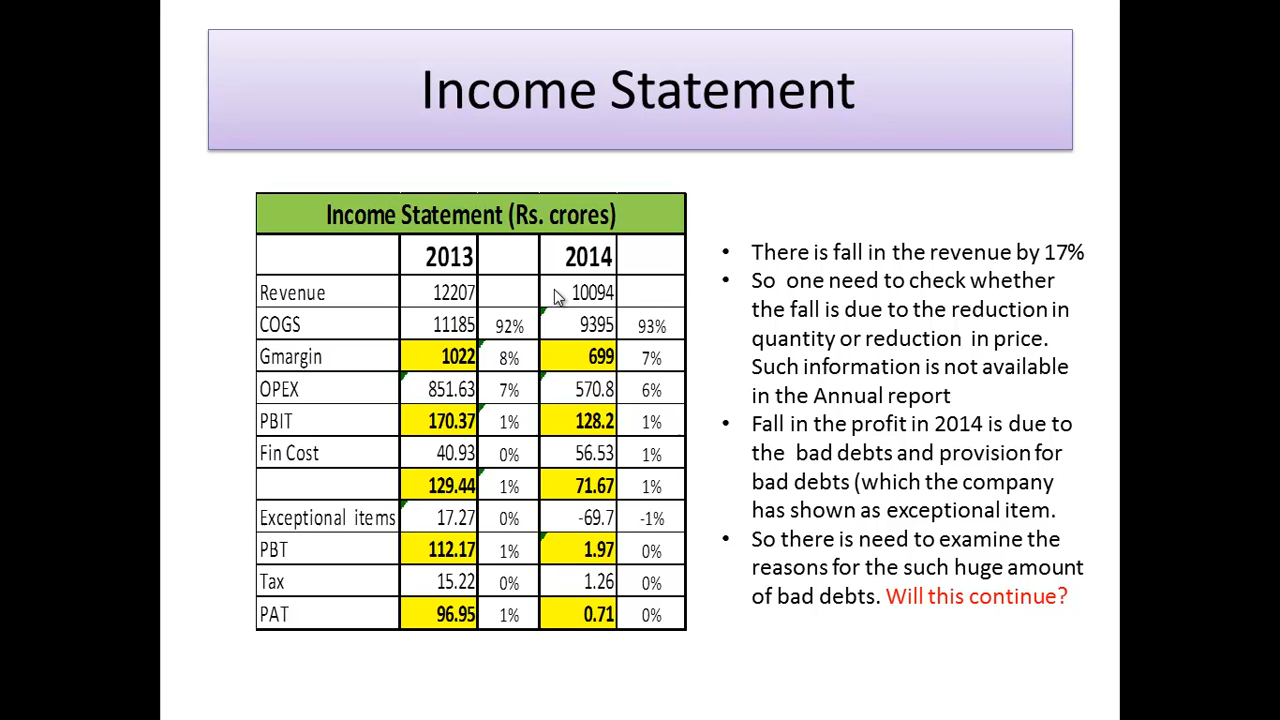 Income Statement
Income Statement (Rs. crores)
2013 2014
Revenue 12207 10094
COGS 11185 92% 9395 93%
Gmargin 1022 8% 699 7%
OPEX 851.63 7% 570.8 6%
PBIT 170.37 1% 128.2 1%
Fin Cost 40.93 0% 56.53 1%
129.44 1% 71.67 1%
Exceptional items 17.27 0% -69.7 -1%
PBT 112.17 1% 1.97 0%
Tax 15.22 0% 1.26 0%
PAT 96.95 1% 0.71 0%
• There is fall in the revenue by 17%
• So one need to check whether
the fall is due to the reduction in
quantity or reduction in price.
Such information is not available
in the Annual report
• Fall in the profit in 2014 is due to
the bad debts and provision for
bad debts (which the company
has shown as exceptional item.
• So there is need to examine the
reasons for the such huge amount
of bad debts. Will this continue?